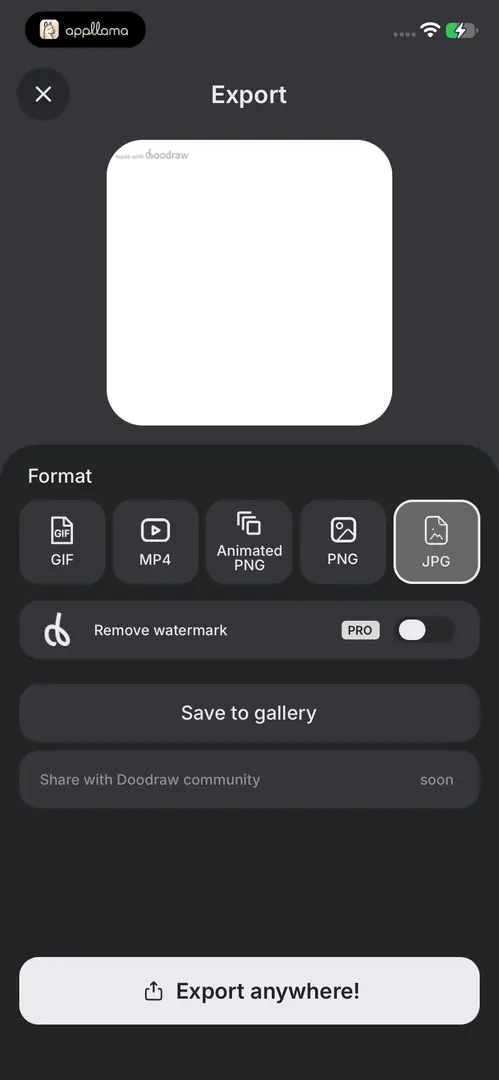 appllama
Export
made with doodraw
Format
GIF
GIF
MP4
Animated
PNG
PNG
JPG
Remove watermark
PRO
Save to gallery
Share with Doodraw community
soon
Export anywhere!